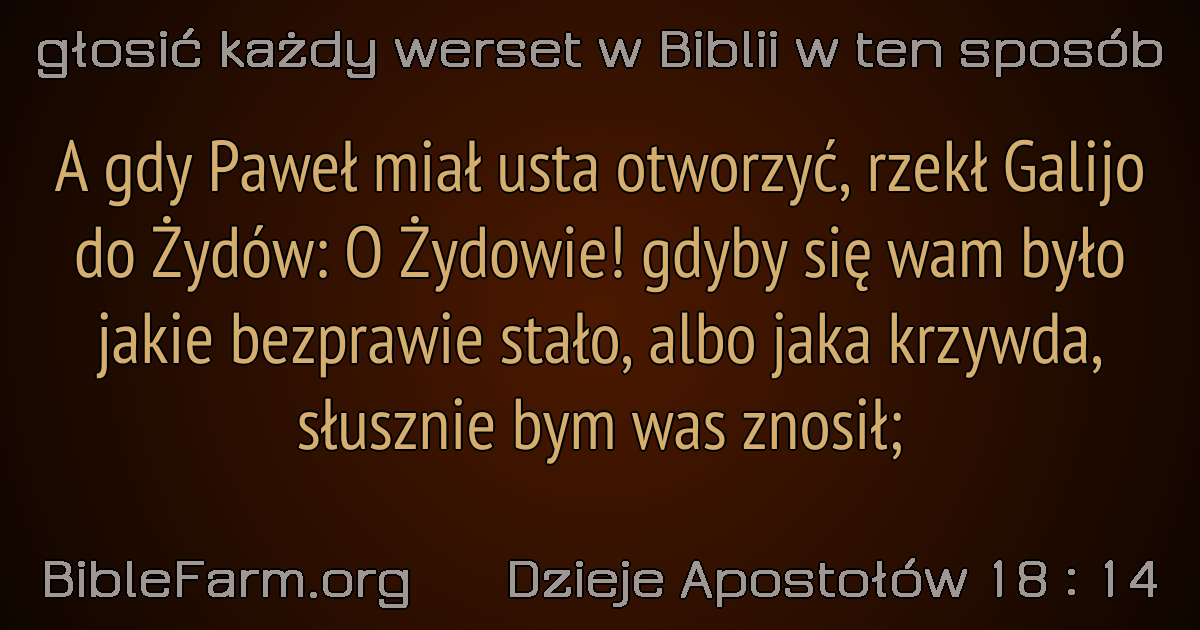 głosić każdy werset w Biblii w ten sposób
A gdy Paweł miał usta otworzyć, rzekł Galijo
do Żydów: O Żydowie! gdyby się wam było
jakie bezprawie stało, albo jaka krzywda,
słusznie bym was znosił;
BibleFarm.org Dzieje Apostołów 18 : 14